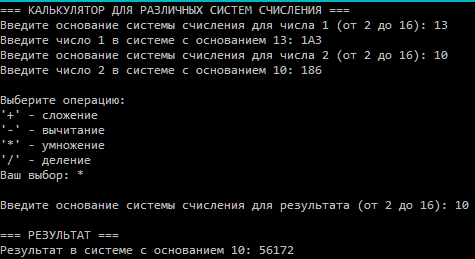 === КАЛЬКУЛЯТОР ДЛЯ РАЗЛИЧНЫХ СИСТЕМ СЧИСЛЕНИЯ ===
Введите основание системы счисления для числа 1 (от 2 до 16): 13
Введите число 1 в системе с основанием 13: 1A3
Введите основание системы счисления для числа 2 (от 2 до 16): 10
Введите число 2 в системе с основанием 10: 186
Выберите операцию:
'+' - сложение
'-' - вычитание
'*' - умножение
'/' - деление
Ваш выбор: *
Введите основание системы счисления для результата (от 2 до 16): 10
=== РЕЗУЛЬТАТ ===
Результат в системе с основанием 10: 56172